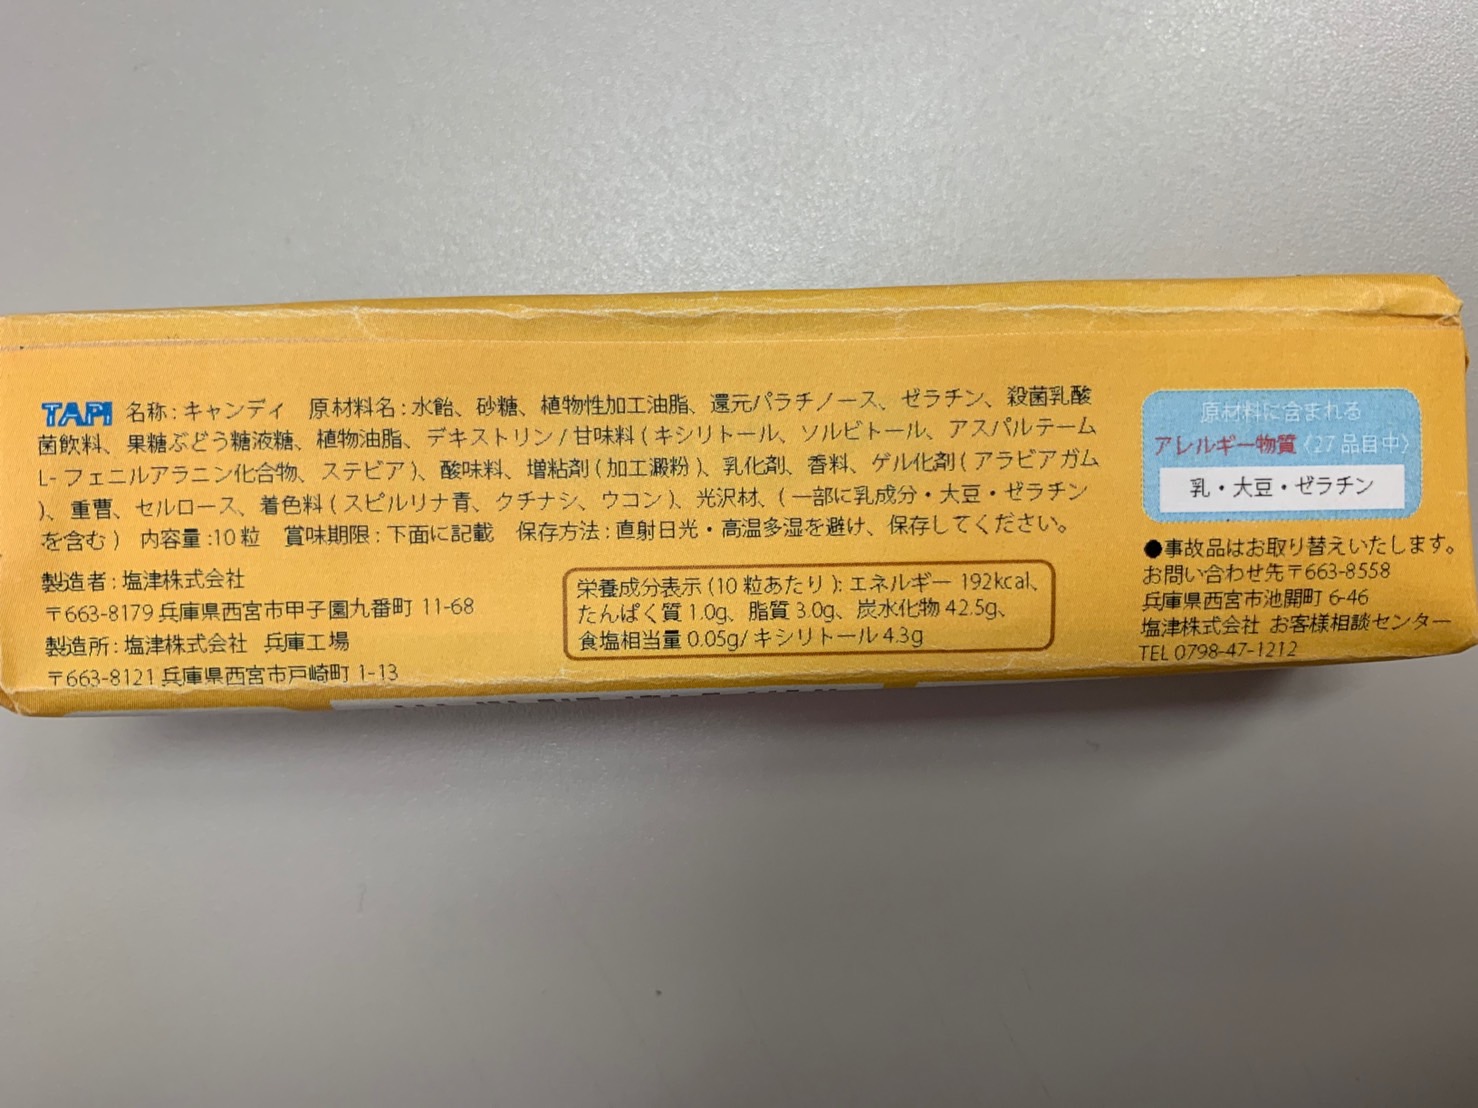 TAPI 名称：キャンディ　原材料名：水飴、砂糖、植物性加工油脂、還元パラチノース、ゼラチン、殺菌乳酸
菌飲料、果糖ぶどう糖液糖、植物油脂、デキストリン/甘味料（キシリトール、ソルビトール、アスパルテーム
L-フェニルアラニン化合物、ステビア）、酸味料、増粘剤（加工澱粉）、乳化剤、香料、ゲル化剤（アラビアガム
）、重曹、セルロース、着色料（スピルリナ青、クチナシ、ウコン）、光沢材、（一部に乳成分・大豆・ゼラチン
を含む）　内容量:10粒　賞味期限：下面に記載　保存方法：直射日光・高温多湿を避け、保存してください。
製造者：塩津株式会社
〒663-8179兵庫県西宮市甲子園九番町 11-68
製造所：塩津株式会社　兵庫工場
〒663-8121兵庫県西宮市戸崎町 1-13
栄養成分表示（10粒あたり）：エネルギー 192kcal、
たんぱく質 1.0g、脂質 3.0g、炭水化物 42.5g、
食塩相当量 0.05g/キシリトール 4.3g
原材料に含まれる
アレルギー物質〈27品目中〉
乳・大豆・ゼラチン
●事故品はお取り替えいたします。
お問い合わせ先〒663-8558
兵庫県西宮市池開町 6-46
塩津株式会社 お客様相談センター
TEL 0798-47-1212